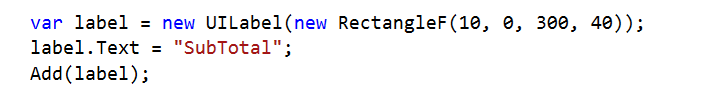 var label = new UILabel(new RectangleF(10, 0, 300, 40));
label.Text = "SubTotal";
Add(label);